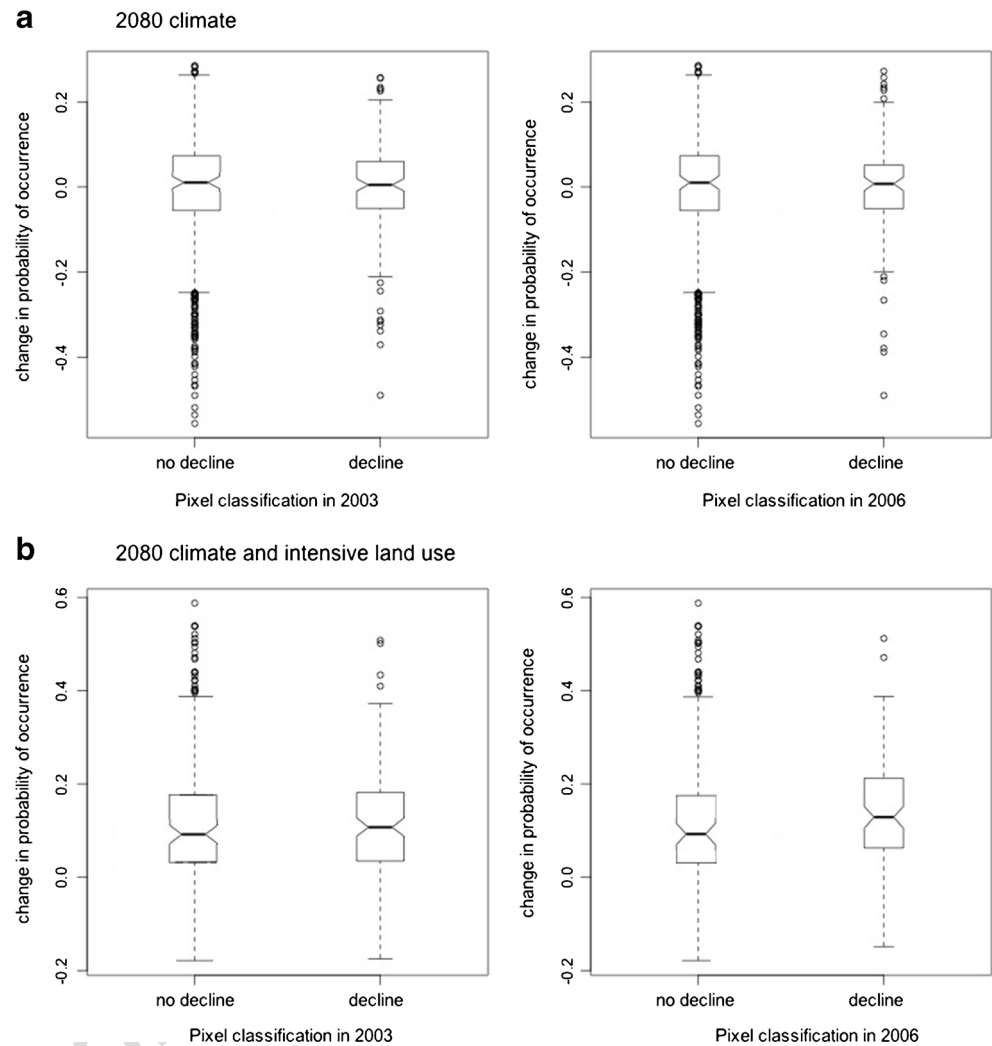 a 2080 climate
change in probability of occurrence
0.2
0.0
-0.2
-0.4
no decline decline
Pixel classification in 2003
change in probability of occurrence
0.2
0.0
-0.2
-0.4
no decline decline
Pixel classification in 2006
b 2080 climate and intensive land use
change in probability of occurrence
0.6
0.4
0.2
0.0
-0.2
no decline decline
Pixel classification in 2003
change in probability of occurrence
0.6
0.4
0.2
0.0
-0.2
no decline decline
Pixel classification in 2006